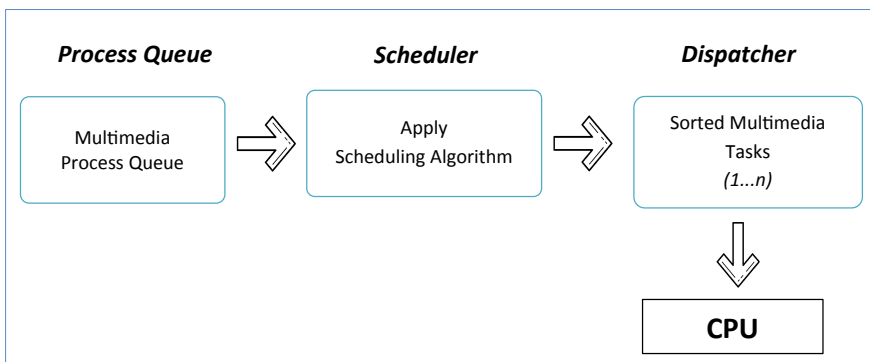 Process Queue
Scheduler
Dispatcher
Multimedia
Process Queue
Apply
Scheduling Algorithm
Sorted Multimedia
Tasks
(1...n)
CPU